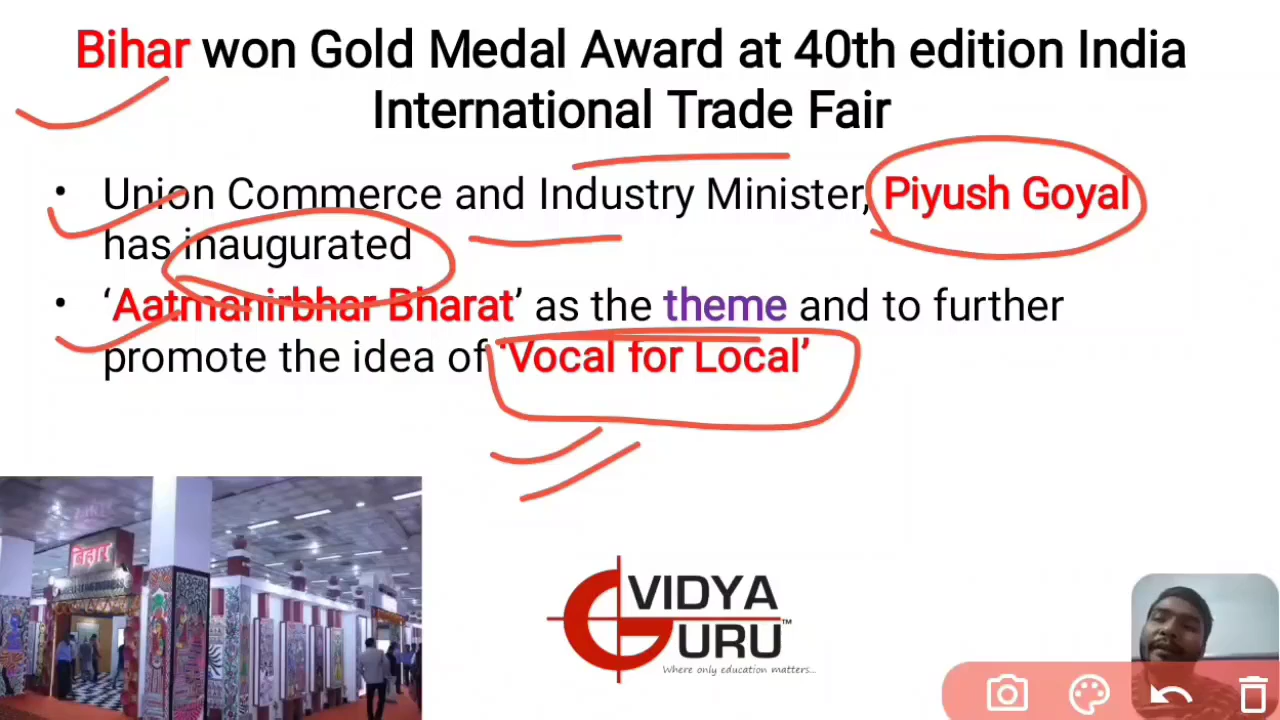 Bihar won Gold Medal Award at 40th edition India
International Trade Fair
• Union Commerce and Industry Minister, Piyush Goyal
has inaugurated
• ‘Aatmanirbhar Bharat’ as the theme and to further
promote the idea of ‘Vocal for Local’
बिहार
VIDYA
GURU™
Where only education matters...